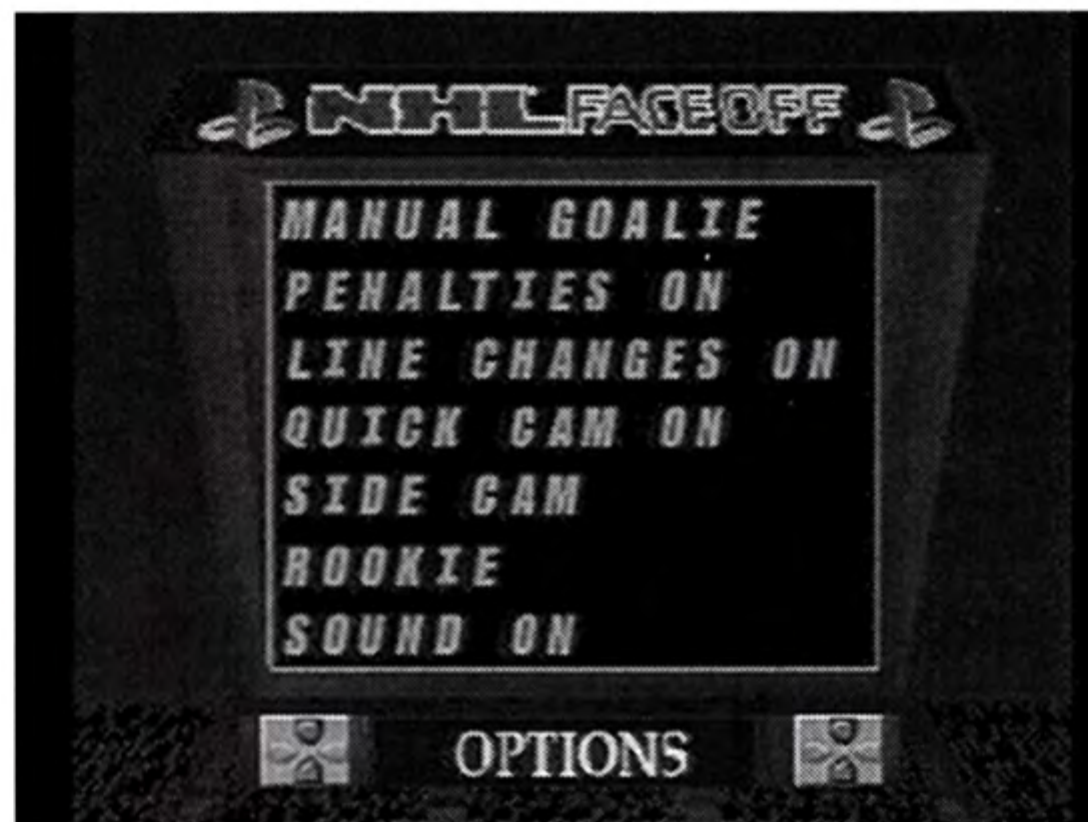 NHL FACEOFF
MANUAL GOALIE
PENALTIES ON
LINE CHANGES ON
QUICK CAM ON
SIDE CAM
ROOKIE
SOUND ON
OPTIONS